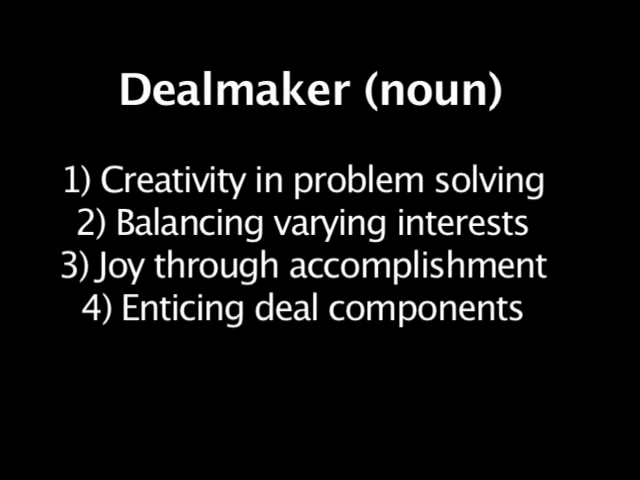 Dealmaker (noun)
1) Creativity in problem solving
2) Balancing varying interests
3) Joy through accomplishment
4) Enticing deal components